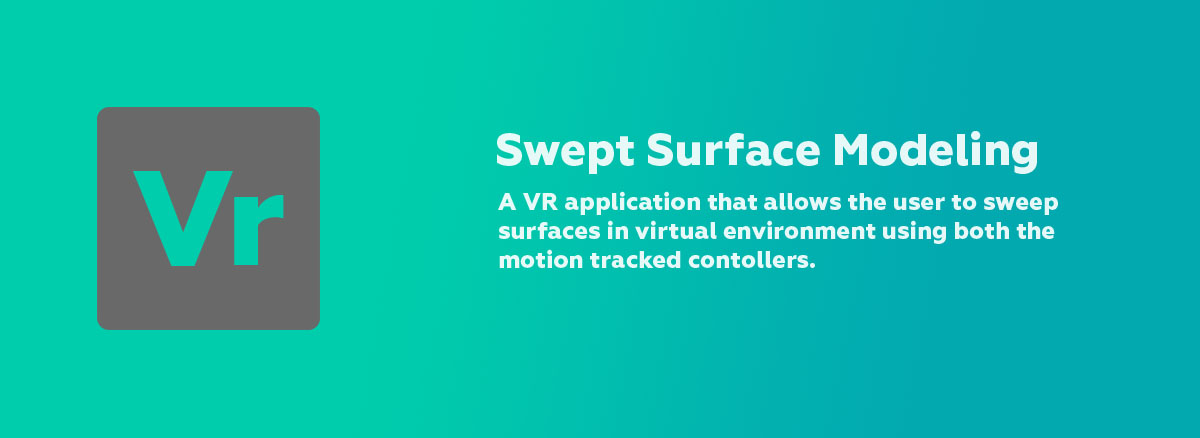 Vr
Swept Surface Modeling
A VR application that allows the user to sweep
surfaces in virtual environment using both the
motion tracked contollers.